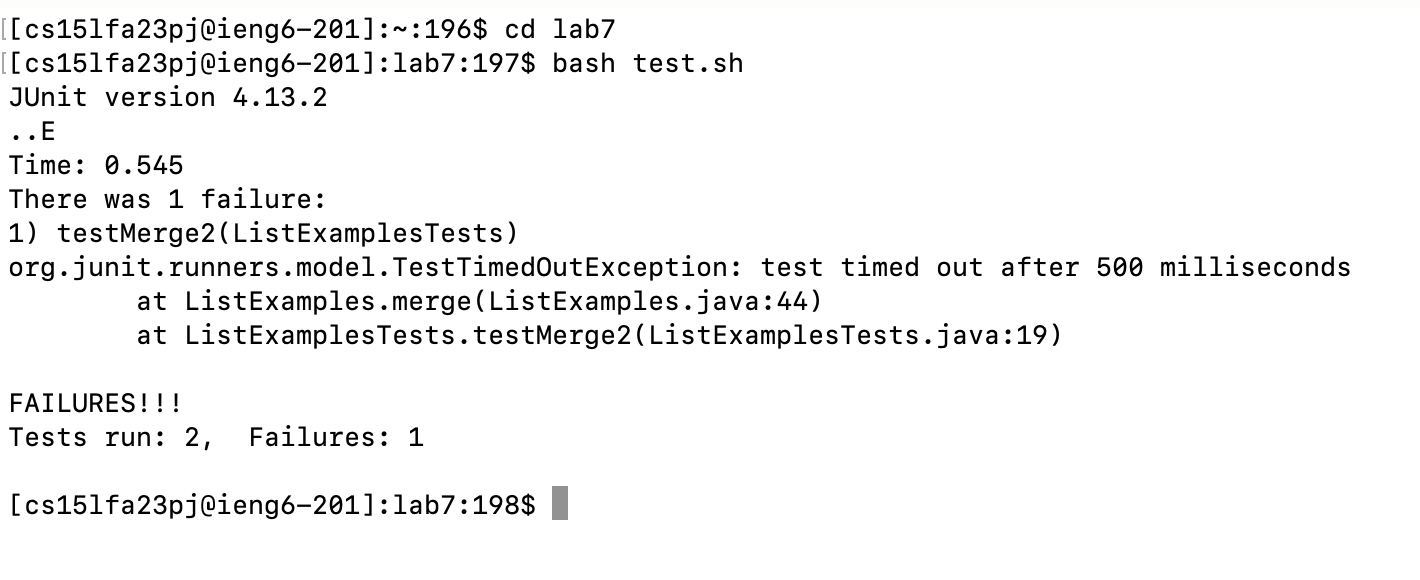 [[cs15lfa23pj@ieng6-201]:~:196$ cd lab7
[[cs15lfa23pj@ieng6-201]:lab7:197$ bash test.sh
JUnit version 4.13.2
..E
Time: 0.545
There was 1 failure:
1) testMerge2(ListExamplesTests)
org.junit.runners.model.TestTimedOutException: test timed out after 500 milliseconds
        at ListExamples.merge(ListExamples.java:44)
        at ListExamplesTests.testMerge2(ListExamplesTests.java:19)

FAILURES!!!
Tests run: 2,  Failures: 1

[cs15lfa23pj@ieng6-201]:lab7:198$